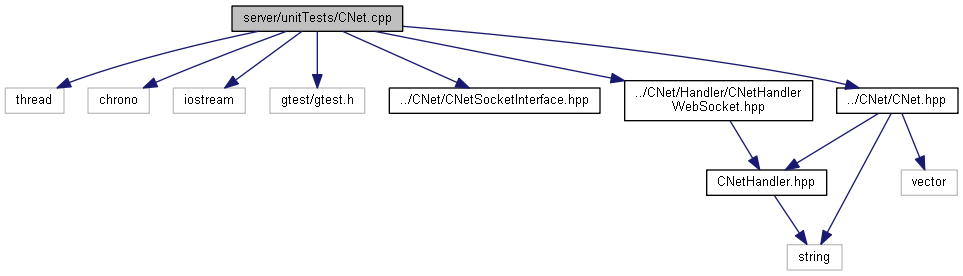 server/unitTests/CNet.cpp
thread
chrono
iostream
gtest/gtest.h
../CNet/CNetSocketInterface.hpp
../CNet/Handler/CNetHandler
WebSocket.hpp
../CNet/CNet.hpp
CNetHandler.hpp
vector
string